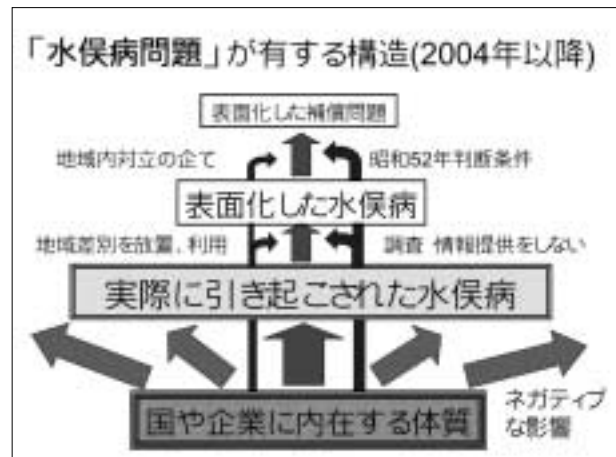 「水俣病問題」が有する構造(2004年以降)
表面化した補償問題
地域内対立の企て
昭和52年判断条件
表面化した水俣病
地域差別を放置、利用
調査 情報提供をしない
実際に引き起こされた水俣病
国や企業に内在する体質
ネガティブ
な影響